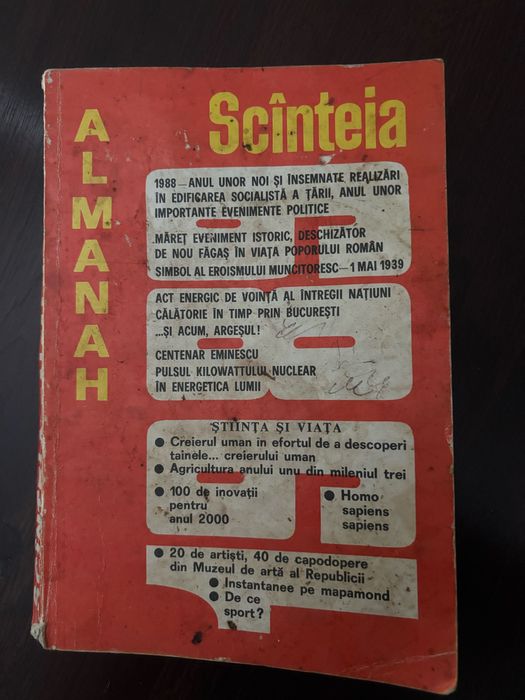 ALMANAH
Scînteia
1988 — ANUL UNOR NOI ŞI ÎNSEMNATE REALIZĂRI
ÎN EDIFICAREA SOCIALISTĂ A ŢĂRII, ANUL UNOR
IMPORTANTE EVENIMENTE POLITICE
MĂREŢ EVENIMENT ISTORIC, DESCHIZĂTOR
DE NOU FĂGAŞ ÎN VIAŢA POPORULUI ROMÂN
SIMBOL AL EROISMULUI MUNCITORESC — 1 MAI 1939
ACT ENERGIC DE VOINŢĂ AL ÎNTREGII NAŢIUNI
CĂLĂTORIE ÎN TIMP PRIN BUCUREŞTI
...ŞI ACUM, ARGEŞUL!
CENTENAR EMINESCU
PULSUL KILOWATTULUI NUCLEAR
ÎN ENERGETICA LUMII
ŞTIINŢA ŞI VIAŢA
● Creierul uman in efortul de a descoperi
tainele... creierului uman
● Agricultura anului unu din mileniul trei
● 100 de inovaţii
pentru
anul 2000
● Homo
sapiens
sapiens
● 20 de artişti, 40 de capodopere
din Muzeul de artă al Republicii
● Instantanee pe mapamond
● De ce
sport?